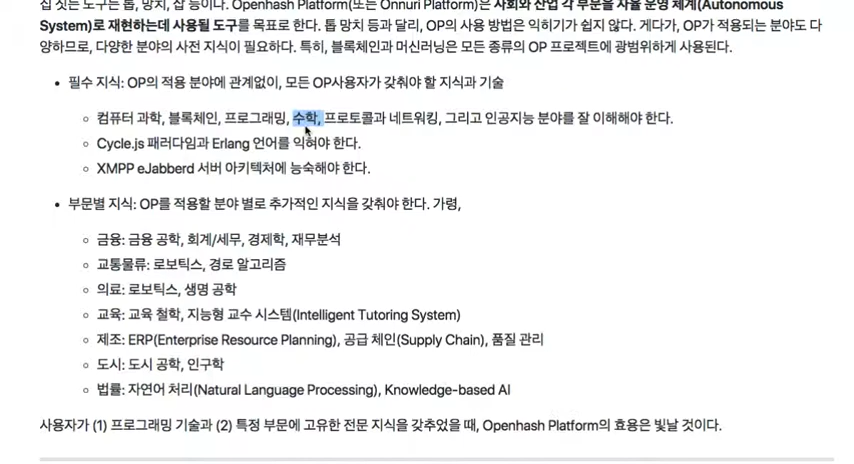 집 짓는 도구는 톱, 망치, 삽 등이다. Openhash Platform(또는 Onnuri Platform)은 사회와 산업 각 부문을 자율 운영 체계(Autonomous
System)로 재현하는데 사용될 도구를 목표로 한다. 톱 망치 등과 달리, OP의 사용 방법은 익히기가 쉽지 않다. 게다가, OP가 적용되는 분야도 다
양하므로, 다양한 분야의 사전 지식이 필요하다. 특히, 블록체인과 머신러닝은 모든 종류의 OP 프로젝트에 광범위하게 사용된다.
• 필수 지식: OP의 적용 분야에 관계없이, 모든 OP사용자가 갖춰야 할 지식과 기술
◦ 컴퓨터 과학, 블록체인, 프로그래밍, 수학, 프로토콜과 네트워킹, 그리고 인공지능 분야를 잘 이해해야 한다.
◦ Cycle.js 패러다임과 Erlang 언어를 익혀야 한다.
◦ XMPP eJabberd 서버 아키텍처에 능숙해야 한다.
• 부문별 지식: OP를 적용할 분야 별로 추가적인 지식을 갖춰야 한다. 가령,
◦ 금융: 금융 공학, 회계/세무, 경제학, 재무분석
◦ 교통물류: 로보틱스, 경로 알고리즘
◦ 의료: 로보틱스, 생명 공학
◦ 교육: 교육 철학, 지능형 교수 시스템(Intelligent Tutoring System)
◦ 제조: ERP(Enterprise Resource Planning), 공급 체인(Supply Chain), 품질 관리
◦ 도시: 도시 공학, 인구학
◦ 법률: 자연어 처리(Natural Language Processing), Knowledge-based AI
사용자가 (1) 프로그래밍 기술과 (2) 특정 부문에 고유한 전문 지식을 갖추었을 때, Openhash Platform의 효용은 빛날 것이다.